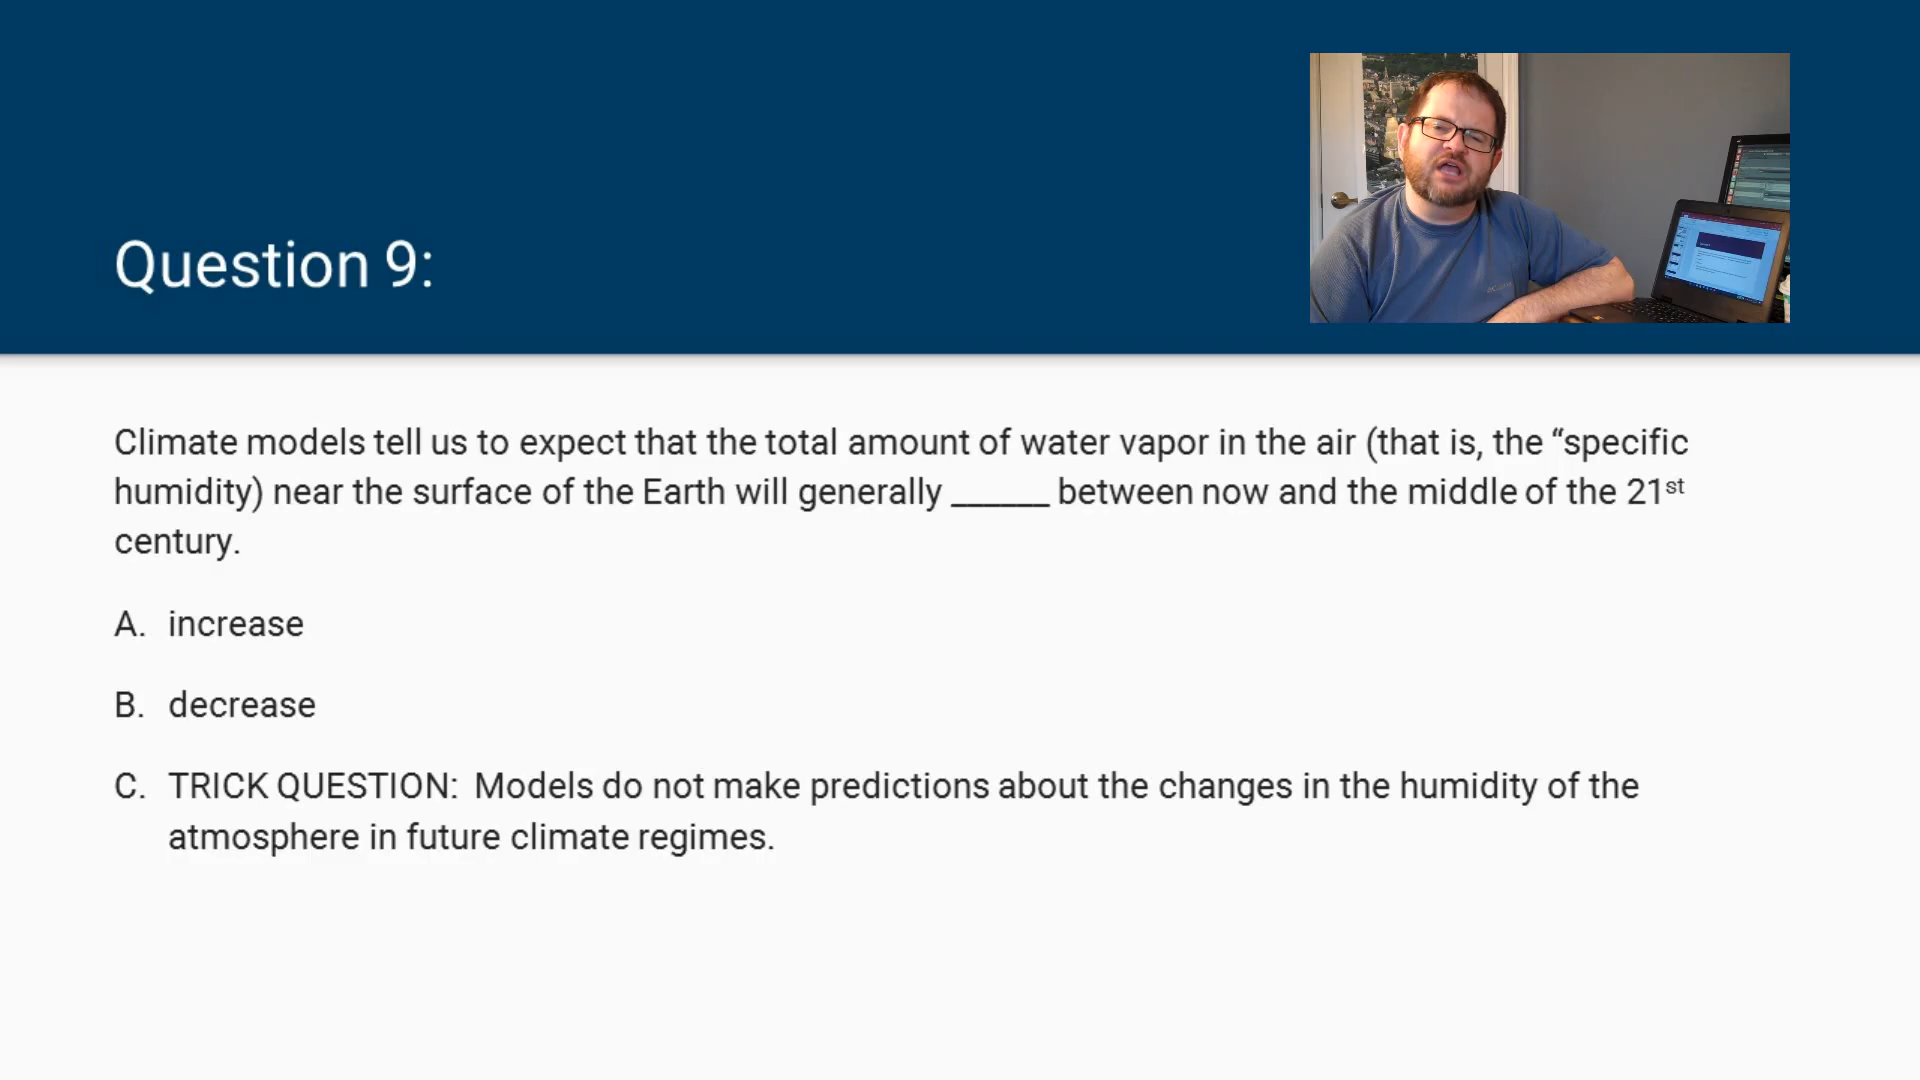 Question 9:
Climate models tell us to expect that the total amount of water vapor in the air (that is, the “specific
humidity) near the surface of the Earth will generally ______ between now and the middle of the 21st
century.
A. increase
B. decrease
C. TRICK QUESTION: Models do not make predictions about the changes in the humidity of the
atmosphere in future climate regimes.